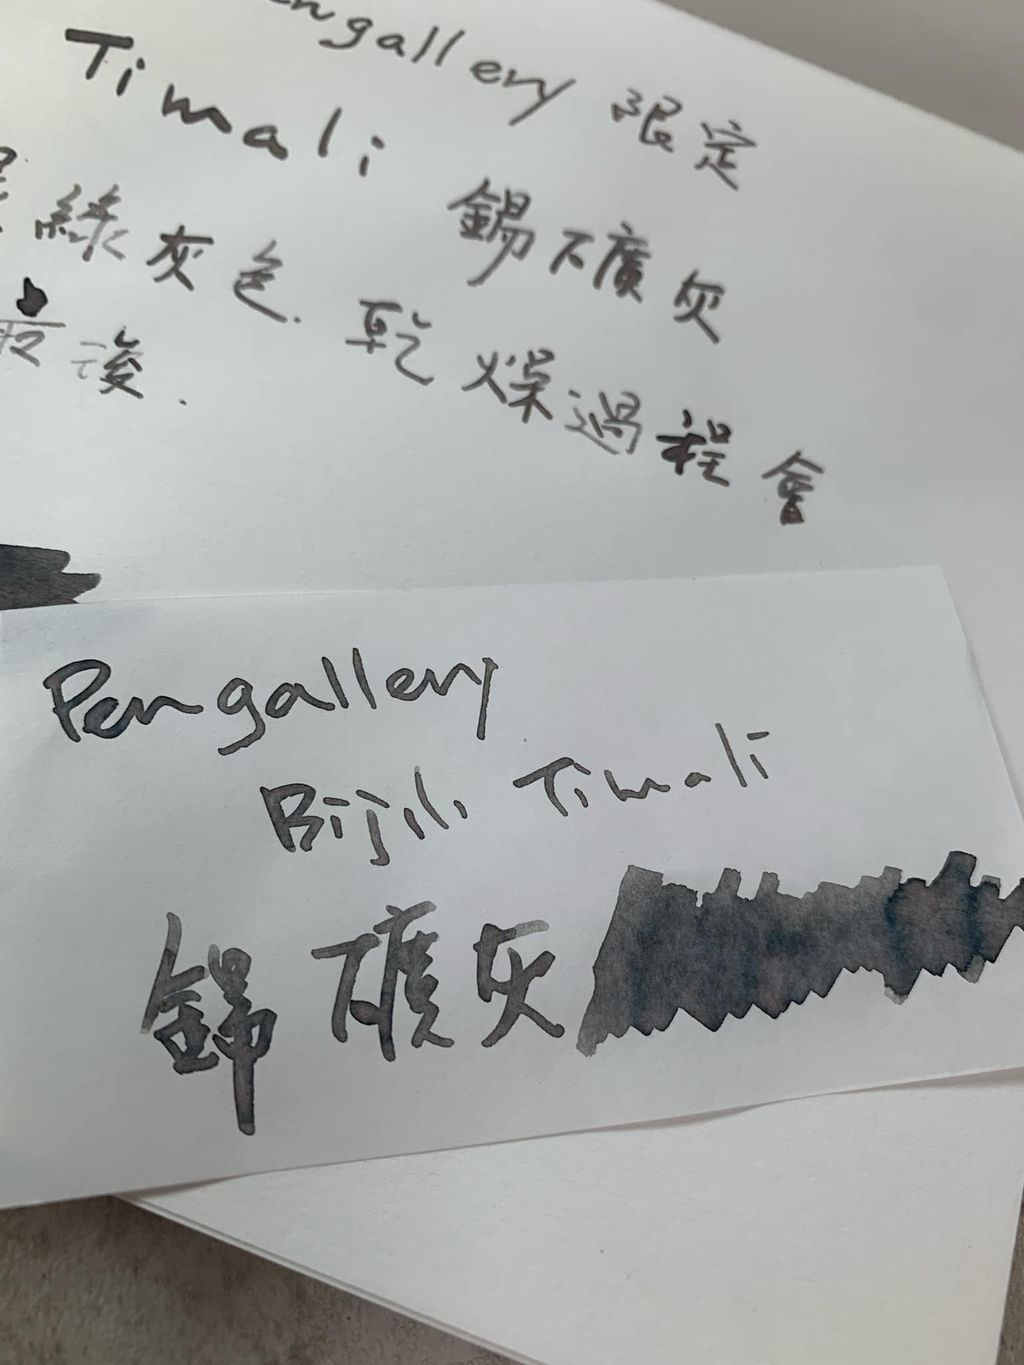 Pengallery 限定
Timali 錫礦灰
綠灰色. 乾燥過程會
後.
Pengallery
Bijili Timali
錫礦灰